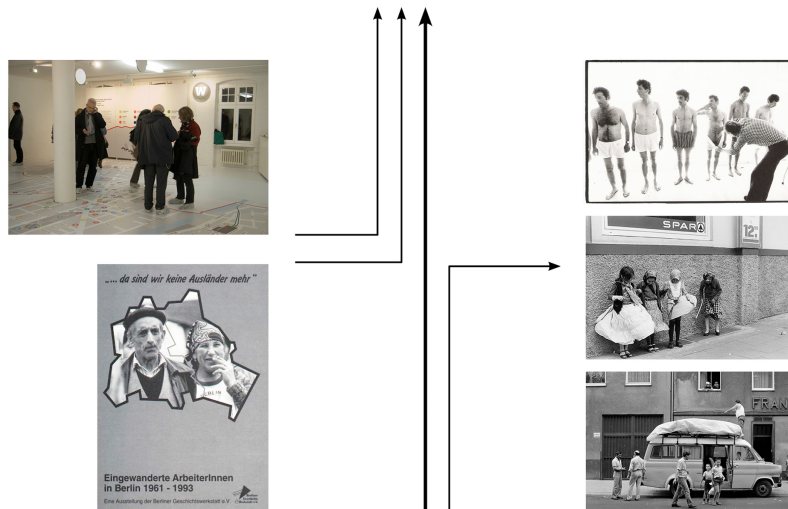 W
SPAR
12
„... da sind wir keine Ausländer mehr"
BERLIN
FRAN
Eingewanderte ArbeiterInnen
in Berlin 1961 - 1993
Eine Ausstellung der Berliner Geschichtswerkstatt e.V.